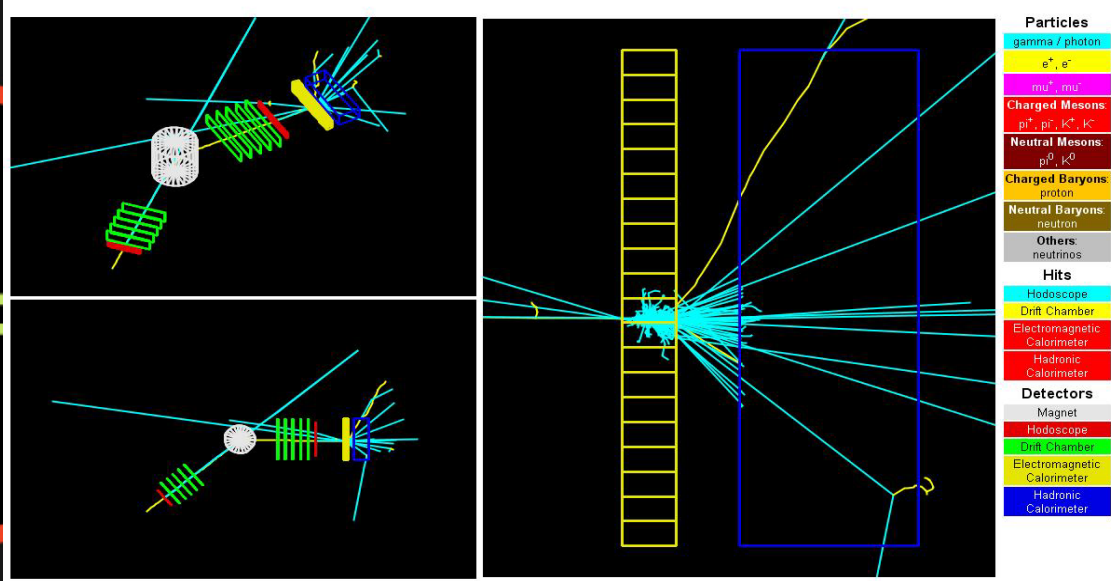 Particles
gamma / photon
e+, e-
mu+, mu-
Charged Mesons:
pi+, pi-, K+, K-
Neutral Mesons:
pi0, K0
Charged Baryons:
proton
Neutral Baryons:
neutron
Others:
neutrinos
Hits
Hodoscope
Drift Chamber
Electromagnetic
Calorimeter
Hadronic
Calorimeter
Detectors
Magnet
Hodoscope
Drift Chamber
Electromagnetic
Calorimeter
Hadronic
Calorimeter